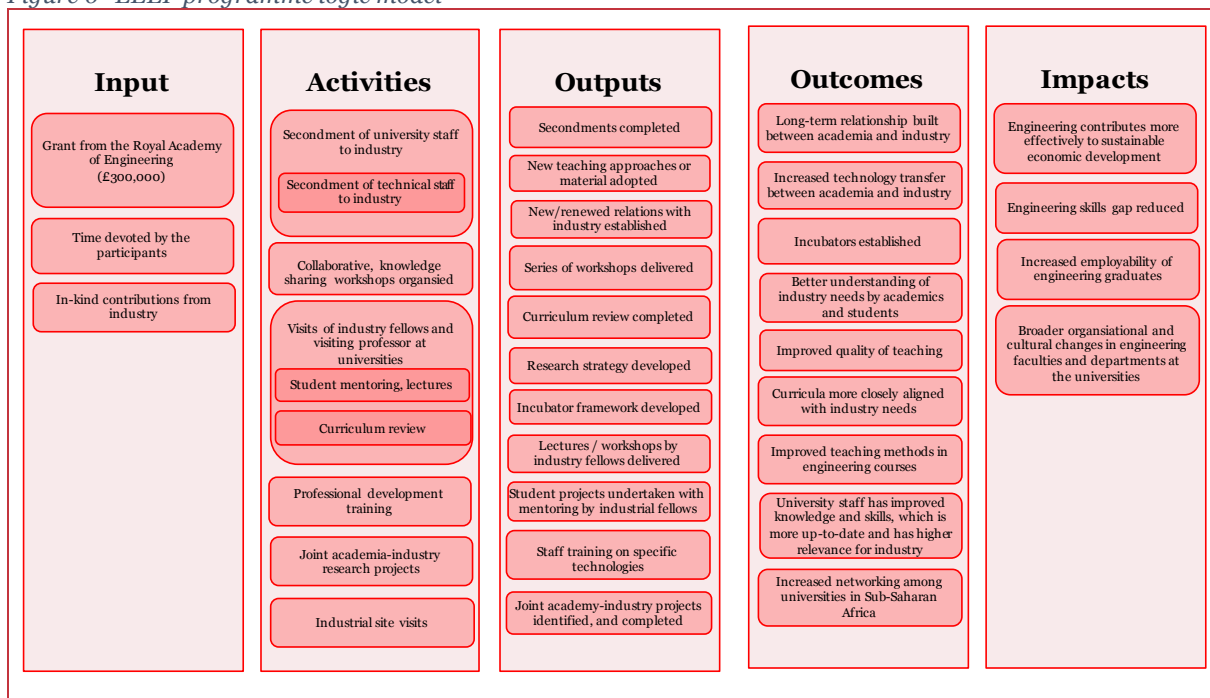 Figure programme logic model
Input
Grant from the Royal Academy
of Engineering
(£300,000)
Time devoted by the
participants
In-kind contributions from
industry
Activities
Secondment of university staff
to industry
Secondment of technical staff
to industry
Collaborative, knowledge
sharing workshops organsied
Visits of industry fellows and
visiting professor at
universities
Student mentoring, lectures
Curriculum review
Professional development
training
Joint academia-industry
research projects
Industrial site visits
Outputs
Secondments completed
New teaching approaches or
material adopted
New/renewed relations with
industry established
Series of workshops delivered
Curriculum review completed
Research strategy developed
Incubator framework developed
Lectures / workshops by
industry fellows delivered
Student projects undertaken with
mentoring by industrial fellows
Staff training on specific
technologies
Joint academy-industry projects
identified, and completed
Outcomes
Long-term relationship built
between academia and industry
Increased technology transfer
between academia and industry
Incubators established
Better understanding of
industry needs by academics
and students
Improved quality of teaching
Curricula more closely aligned
with industry needs
Improved teaching methods in
engineering courses
University staff has improved
knowledge and skills, which is
more up-to-date and has higher
relevance for industry
Increased networking among
universities in Sub-Saharan
Africa
Impacts
Engineering contributes more
effectively to sustainable
economic development
Engineering skills gap reduced
Increased employability of
engineering graduates
Broader organsiational and
cultural changes in engineering
faculties and departments at
the universities